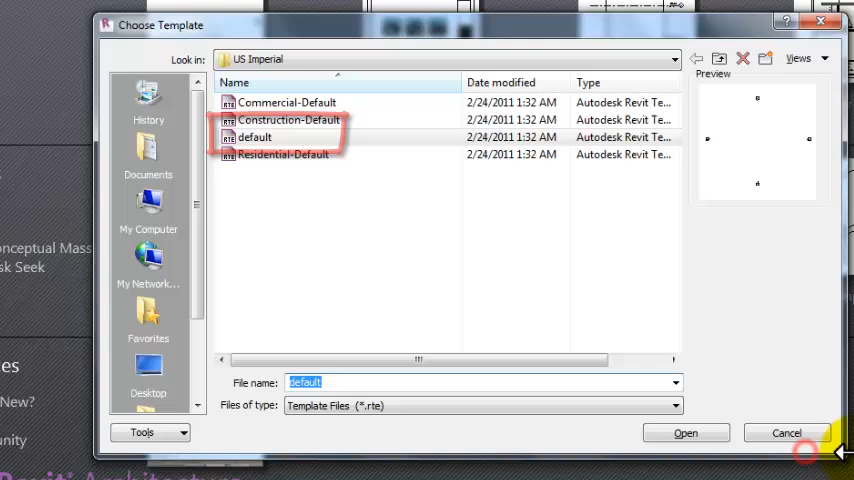 Choose Template
Look in:
US Imperial
Views
Preview
Name
Date modified
Type
Commercial-Default
2/24/2011 1:32 AM
Autodesk Revit Te...
Construction-Default
2/24/2011 1:32 AM
Autodesk Revit Te...
default
2/24/2011 1:32 AM
Autodesk Revit Te...
Residential-Default
2/24/2011 1:32 AM
Autodesk Revit Te...
History
Documents
My Computer
My Network...
Favorites
Desktop
File name:
default
Files of type:
Template Files (*.rte)
Tools
Open
Cancel
onceptual Mass
sk Seek
es
New?
unity
Revit® Architecture